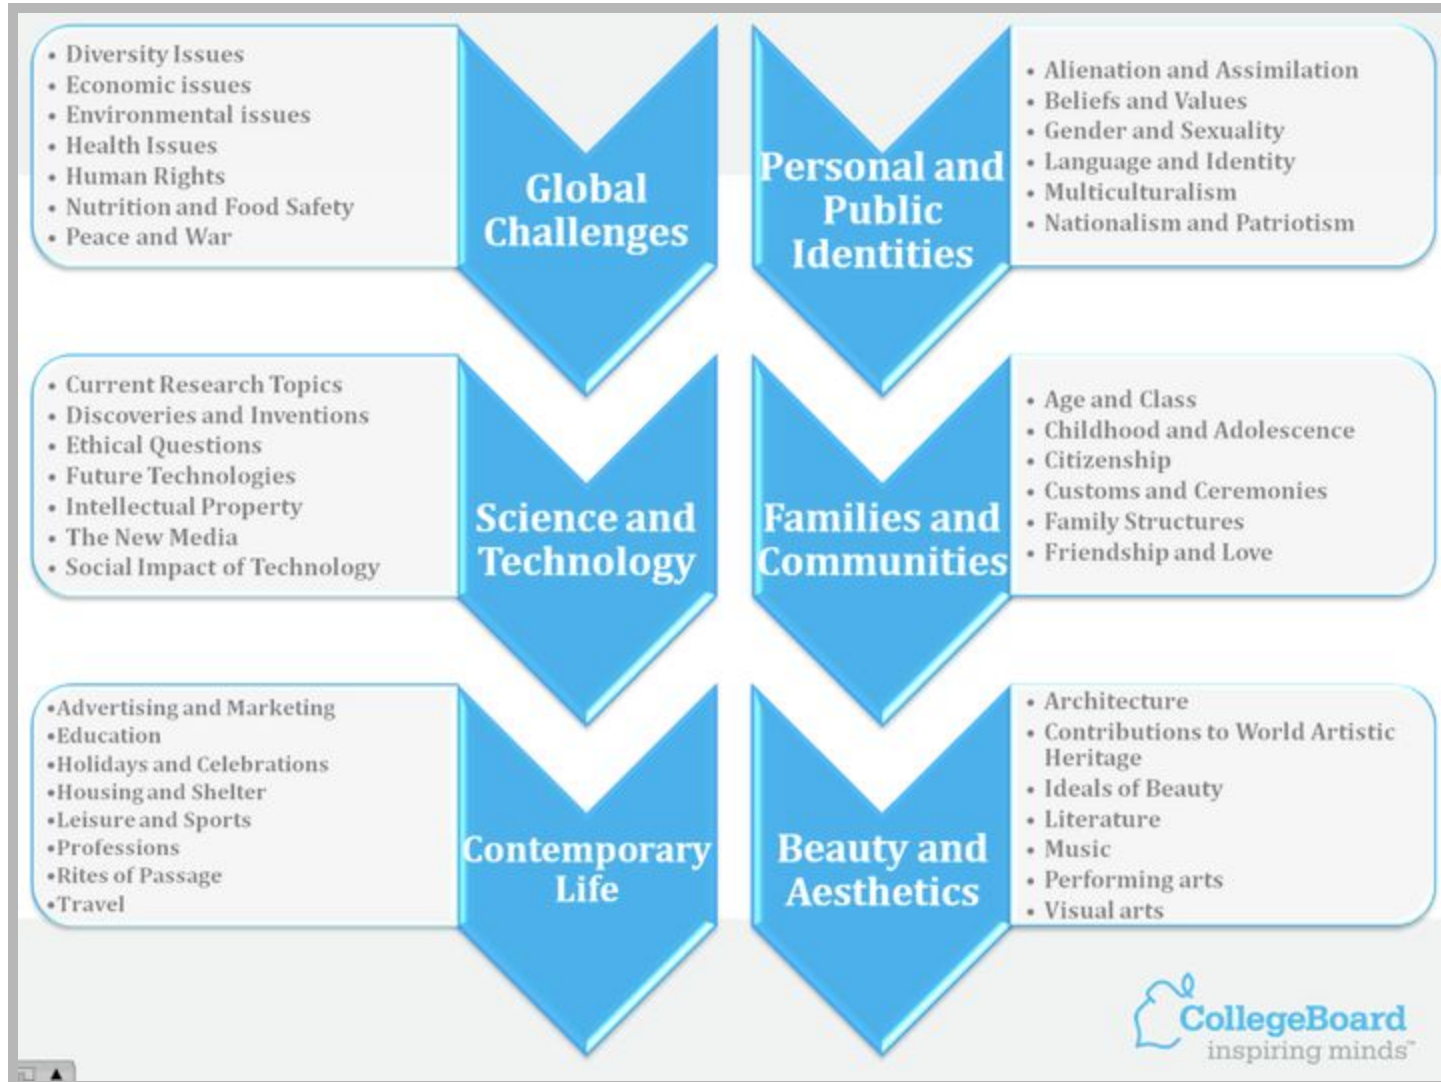 • Diversity Issues
• Economic issues
• Environmental issues
• Health Issues
• Human Rights
• Nutrition and Food Safety
• Peace and War
Global
Challenges
Personal and
Public
Identities
• Alienation and Assimilation
• Beliefs and Values
• Gender and Sexuality
• Language and Identity
• Multiculturalism
• Nationalism and Patriotism
• Current Research Topics
• Discoveries and Inventions
• Ethical Questions
• Future Technologies
• Intellectual Property
• The New Media
• Social Impact of Technology
Science and
Technology
Families and
Communities
• Age and Class
• Childhood and Adolescence
• Citizenship
• Customs and Ceremonies
• Family Structures
• Friendship and Love
•Advertising and Marketing
•Education
•Holidays and Celebrations
•Housing and Shelter
•Leisure and Sports
•Professions
•Rites of Passage
•Travel
Contemporary
Life
Beauty and
Aesthetics
• Architecture
• Contributions to World Artistic
Heritage
• Ideals of Beauty
• Literature
• Music
• Performing arts
• Visual arts
CollegeBoard
inspiring minds™